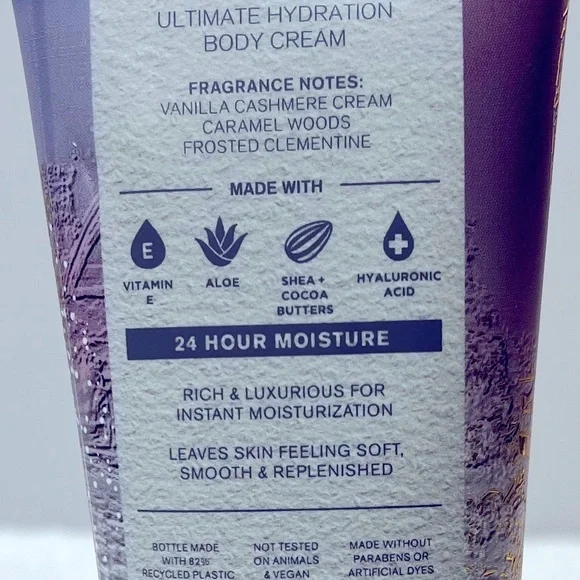 ULTIMATE HYDRATION
BODY CREAM
FRAGRANCE NOTES:
VANILLA CASHMERE CREAM
CARAMEL WOODS
FROSTED CLEMENTINE
MADE WITH
E
VITAMIN
E
ALOE
SHEA +
COCOA
BUTTERS
HYALURONIC
ACID
24 HOUR MOISTURE
RICH & LUXURIOUS FOR
INSTANT MOISTURIZATION
LEAVES SKIN FEELING SOFT,
SMOOTH & REPLENISHED
BOTTLE MADE
WITH 82%
RECYCLED PLASTIC
NOT TESTED
ON ANIMALS
& VEGAN
MADE WITHOUT
PARABENS OR
ARTIFICIAL DYES